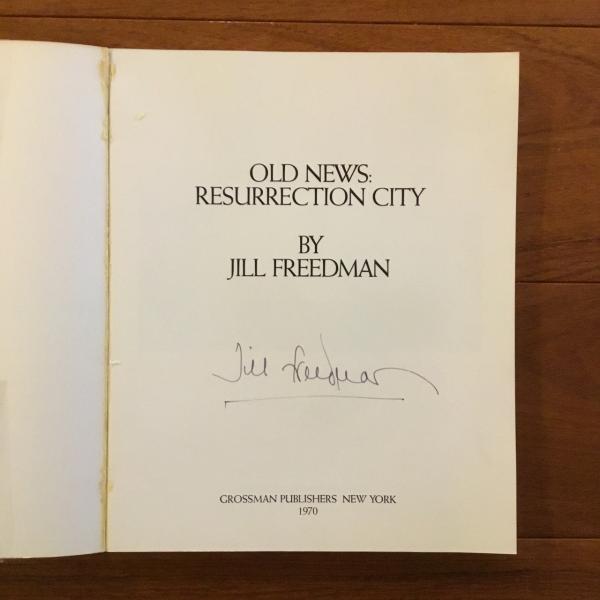 OLD NEWS:
RESURRECTION CITY
BY
JILL FREEDMAN
Jill Freedman
GROSSMAN PUBLISHERS NEW YORK
1970